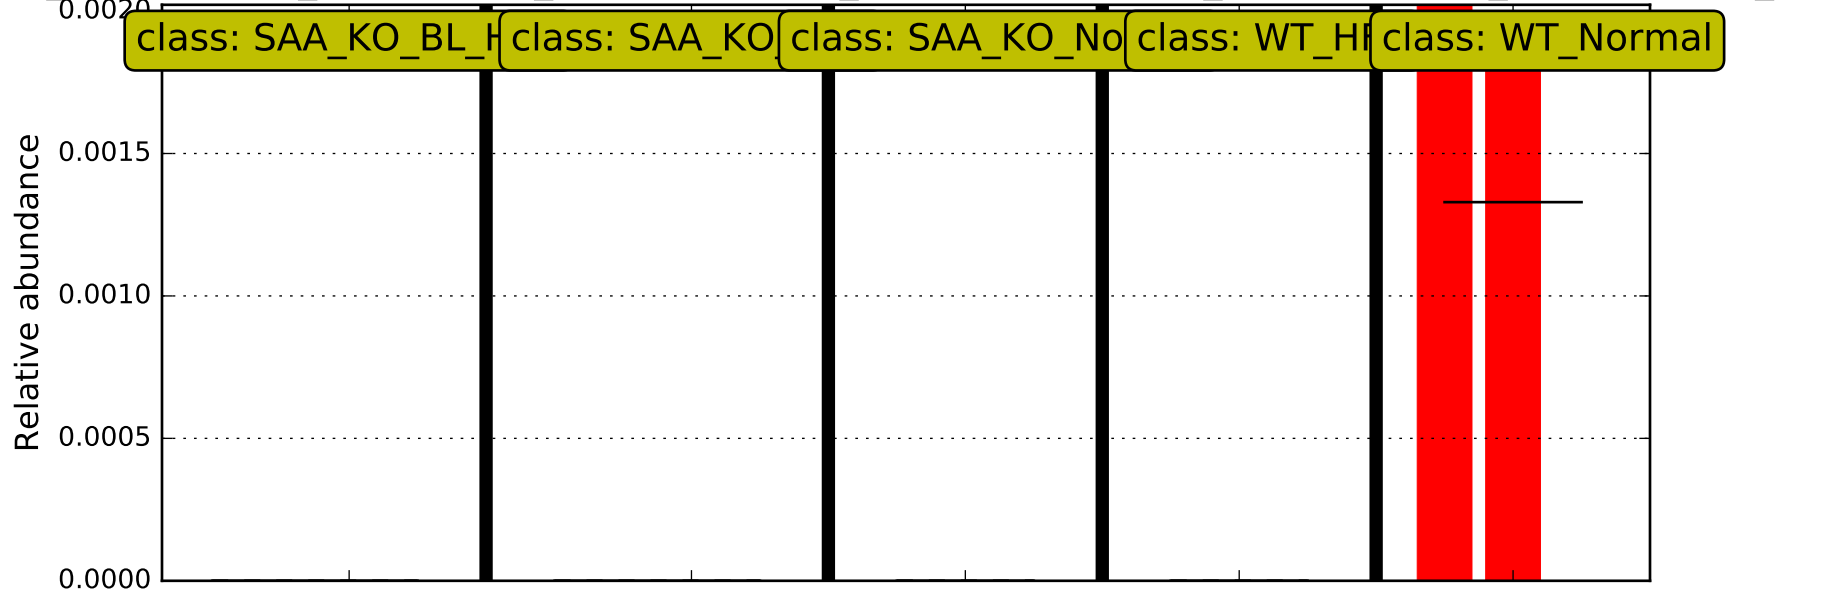 0.0020
class: SAA_KO_BL_H
class: SAA_KO_
class: SAA_KO_No
class: WT_HF
class: WT_Normal
Relative abundance
0.0015
0.0010
0.0005
0.0000